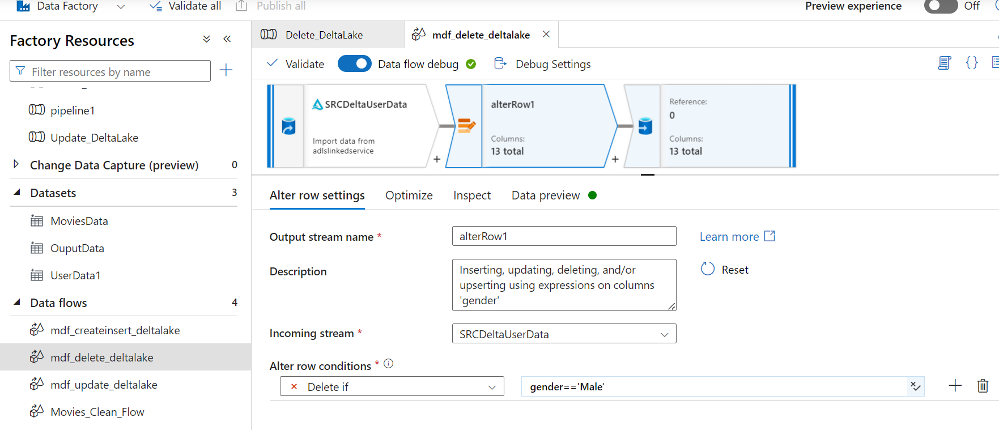 Data Factory
Validate all
Publish all
Preview experience
Off
Factory Resources
Filter resources by name
pipeline1
Update_DeltaLake
Change Data Capture (preview) 0
Datasets 3
MoviesData
OuputData
UserData1
Data flows 4
mdf_createinsert_deltalake
mdf_delete_deltalake
mdf_update_deltalake
Movies_Clean_Flow
Delete_DeltaLake
mdf_delete_deltalake
Validate
Data flow debug
Debug Settings
SRCDeltaUserData
Import data from
adlslinkedservice
+
alterRow1
Columns:
13 total
+
Reference:
0
Columns:
13 total
Alter row settings
Optimize
Inspect
Data preview
Output stream name *
alterRow1
Learn more
Description
Inserting, updating, deleting, and/or
upserting using expressions on columns
'gender'
Reset
Incoming stream *
SRCDeltaUserData
Alter row conditions *
Delete if
gender=='Male'